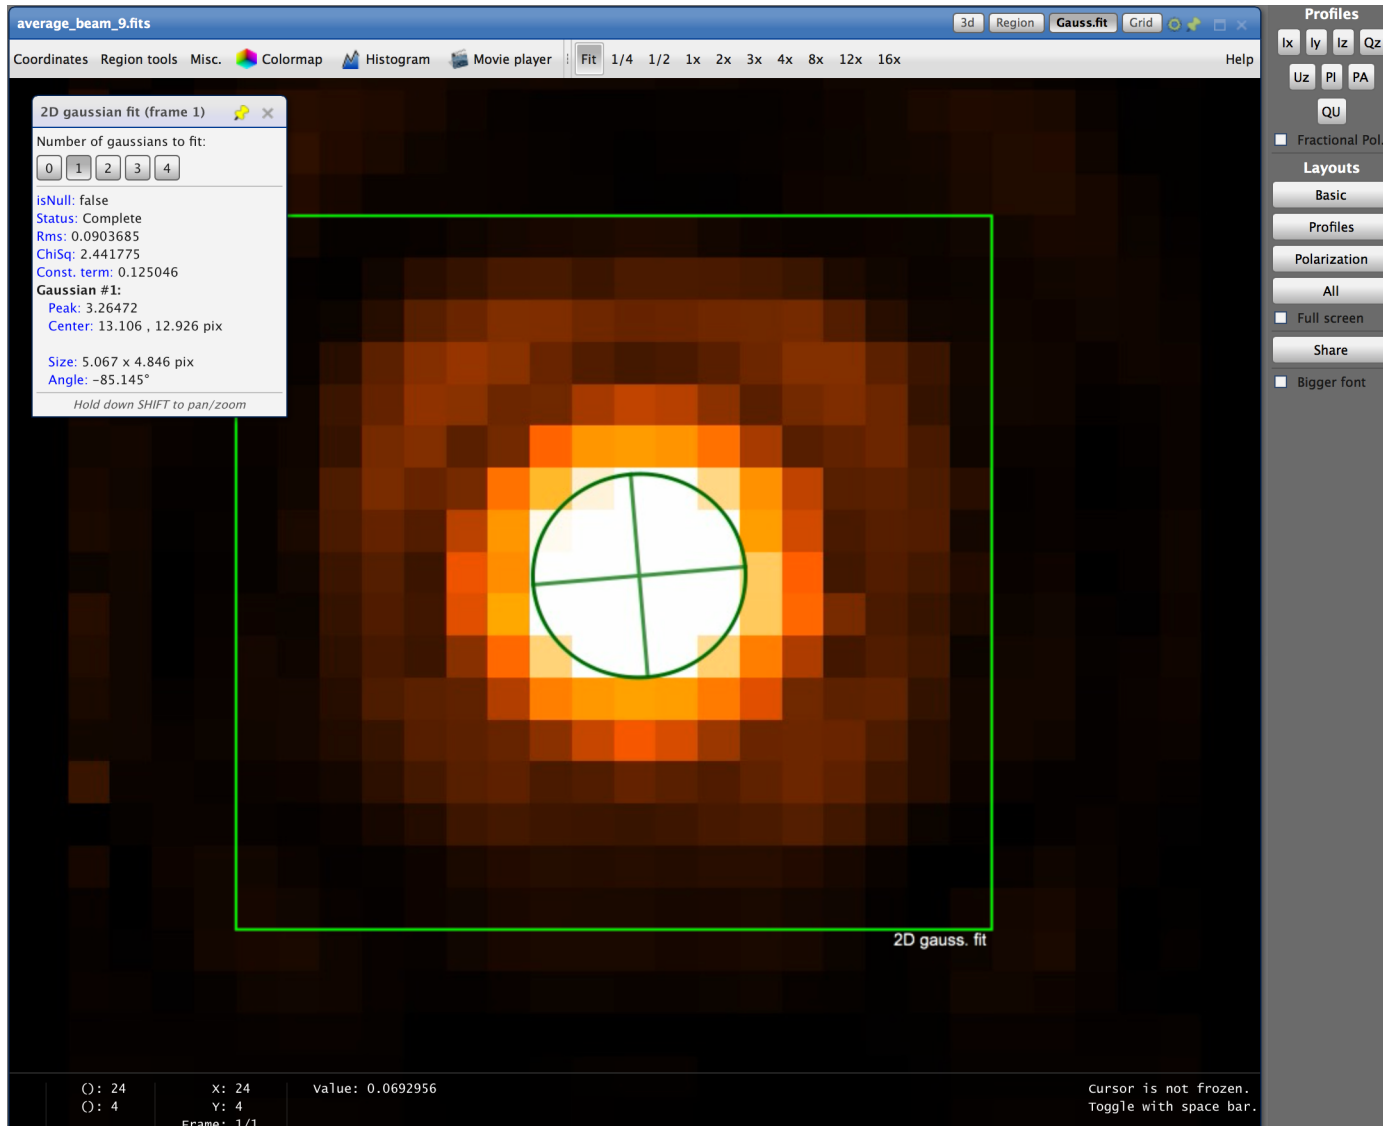 average_beam_9.fits
3d Region Gauss.fit Grid
Coordinates Region tools Misc. Colormap Histogram Movie player Fit 1/4 1/2 1x 2x 3x 4x 8x 12x 16x Help
2D gaussian fit (frame 1)
Number of gaussians to fit:
0 1 2 3 4
isNull: false
Status: Complete
Rms: 0.0903685
ChiSq: 2.441775
Const. term: 0.125046
Gaussian #1:
Peak: 3.26472
Center: 13.106 , 12.926 pix
Size: 5.067 x 4.846 pix
Angle: -85.145°
Hold down SHIFT to pan/zoom
2D gauss. fit
(): 24 X: 24 Value: 0.0692956 Cursor is not frozen.
(): 4 Y: 4 Toggle with space bar.
Frame: 1/1
Profiles
Ix Iy Iz Qz
Uz PI PA
QU
Fractional Pol.
Layouts
Basic
Profiles
Polarization
All
Full screen
Share
Bigger font